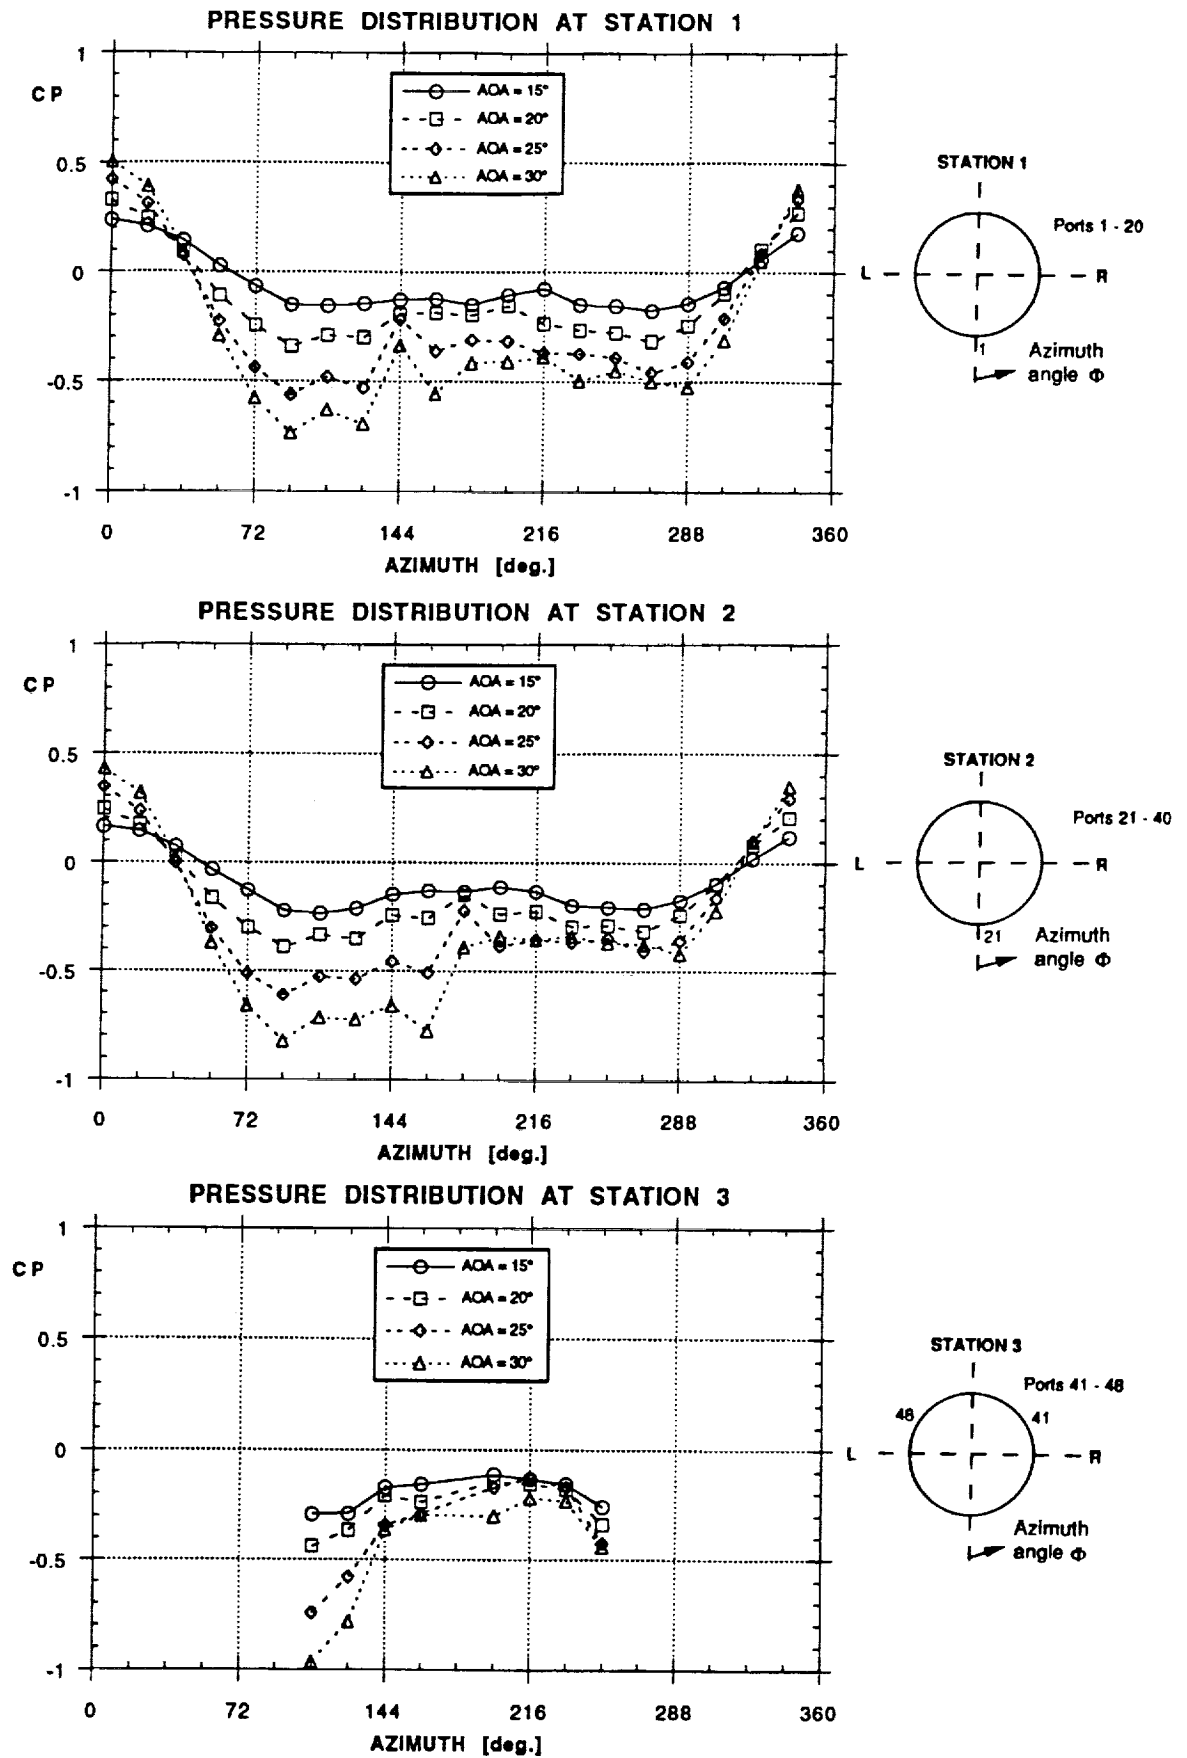 PRESSURE DISTRIBUTION AT STATION 1
1
CP
0.5
0
-0.5
-1
AOA = 15°
AOA = 20°
AOA = 25°
AOA = 30°
0 72 144 216 288 360
AZIMUTH [deg.]
STATION 1
Ports 1 - 20
L R
1
Azimuth
angle Φ
PRESSURE DISTRIBUTION AT STATION 2
1
CP
0.5
0
-0.5
-1
AOA = 15°
AOA = 20°
AOA = 25°
AOA = 30°
0 72 144 216 288 360
AZIMUTH [deg.]
STATION 2
Ports 21 - 40
L R
21
Azimuth
angle Φ
PRESSURE DISTRIBUTION AT STATION 3
1
CP
0.5
0
-0.5
-1
AOA = 15°
AOA = 20°
AOA = 25°
AOA = 30°
0 72 144 216 288 360
AZIMUTH [deg.]
STATION 3
Ports 41 - 48
48 41
L R
Azimuth
angle Φ